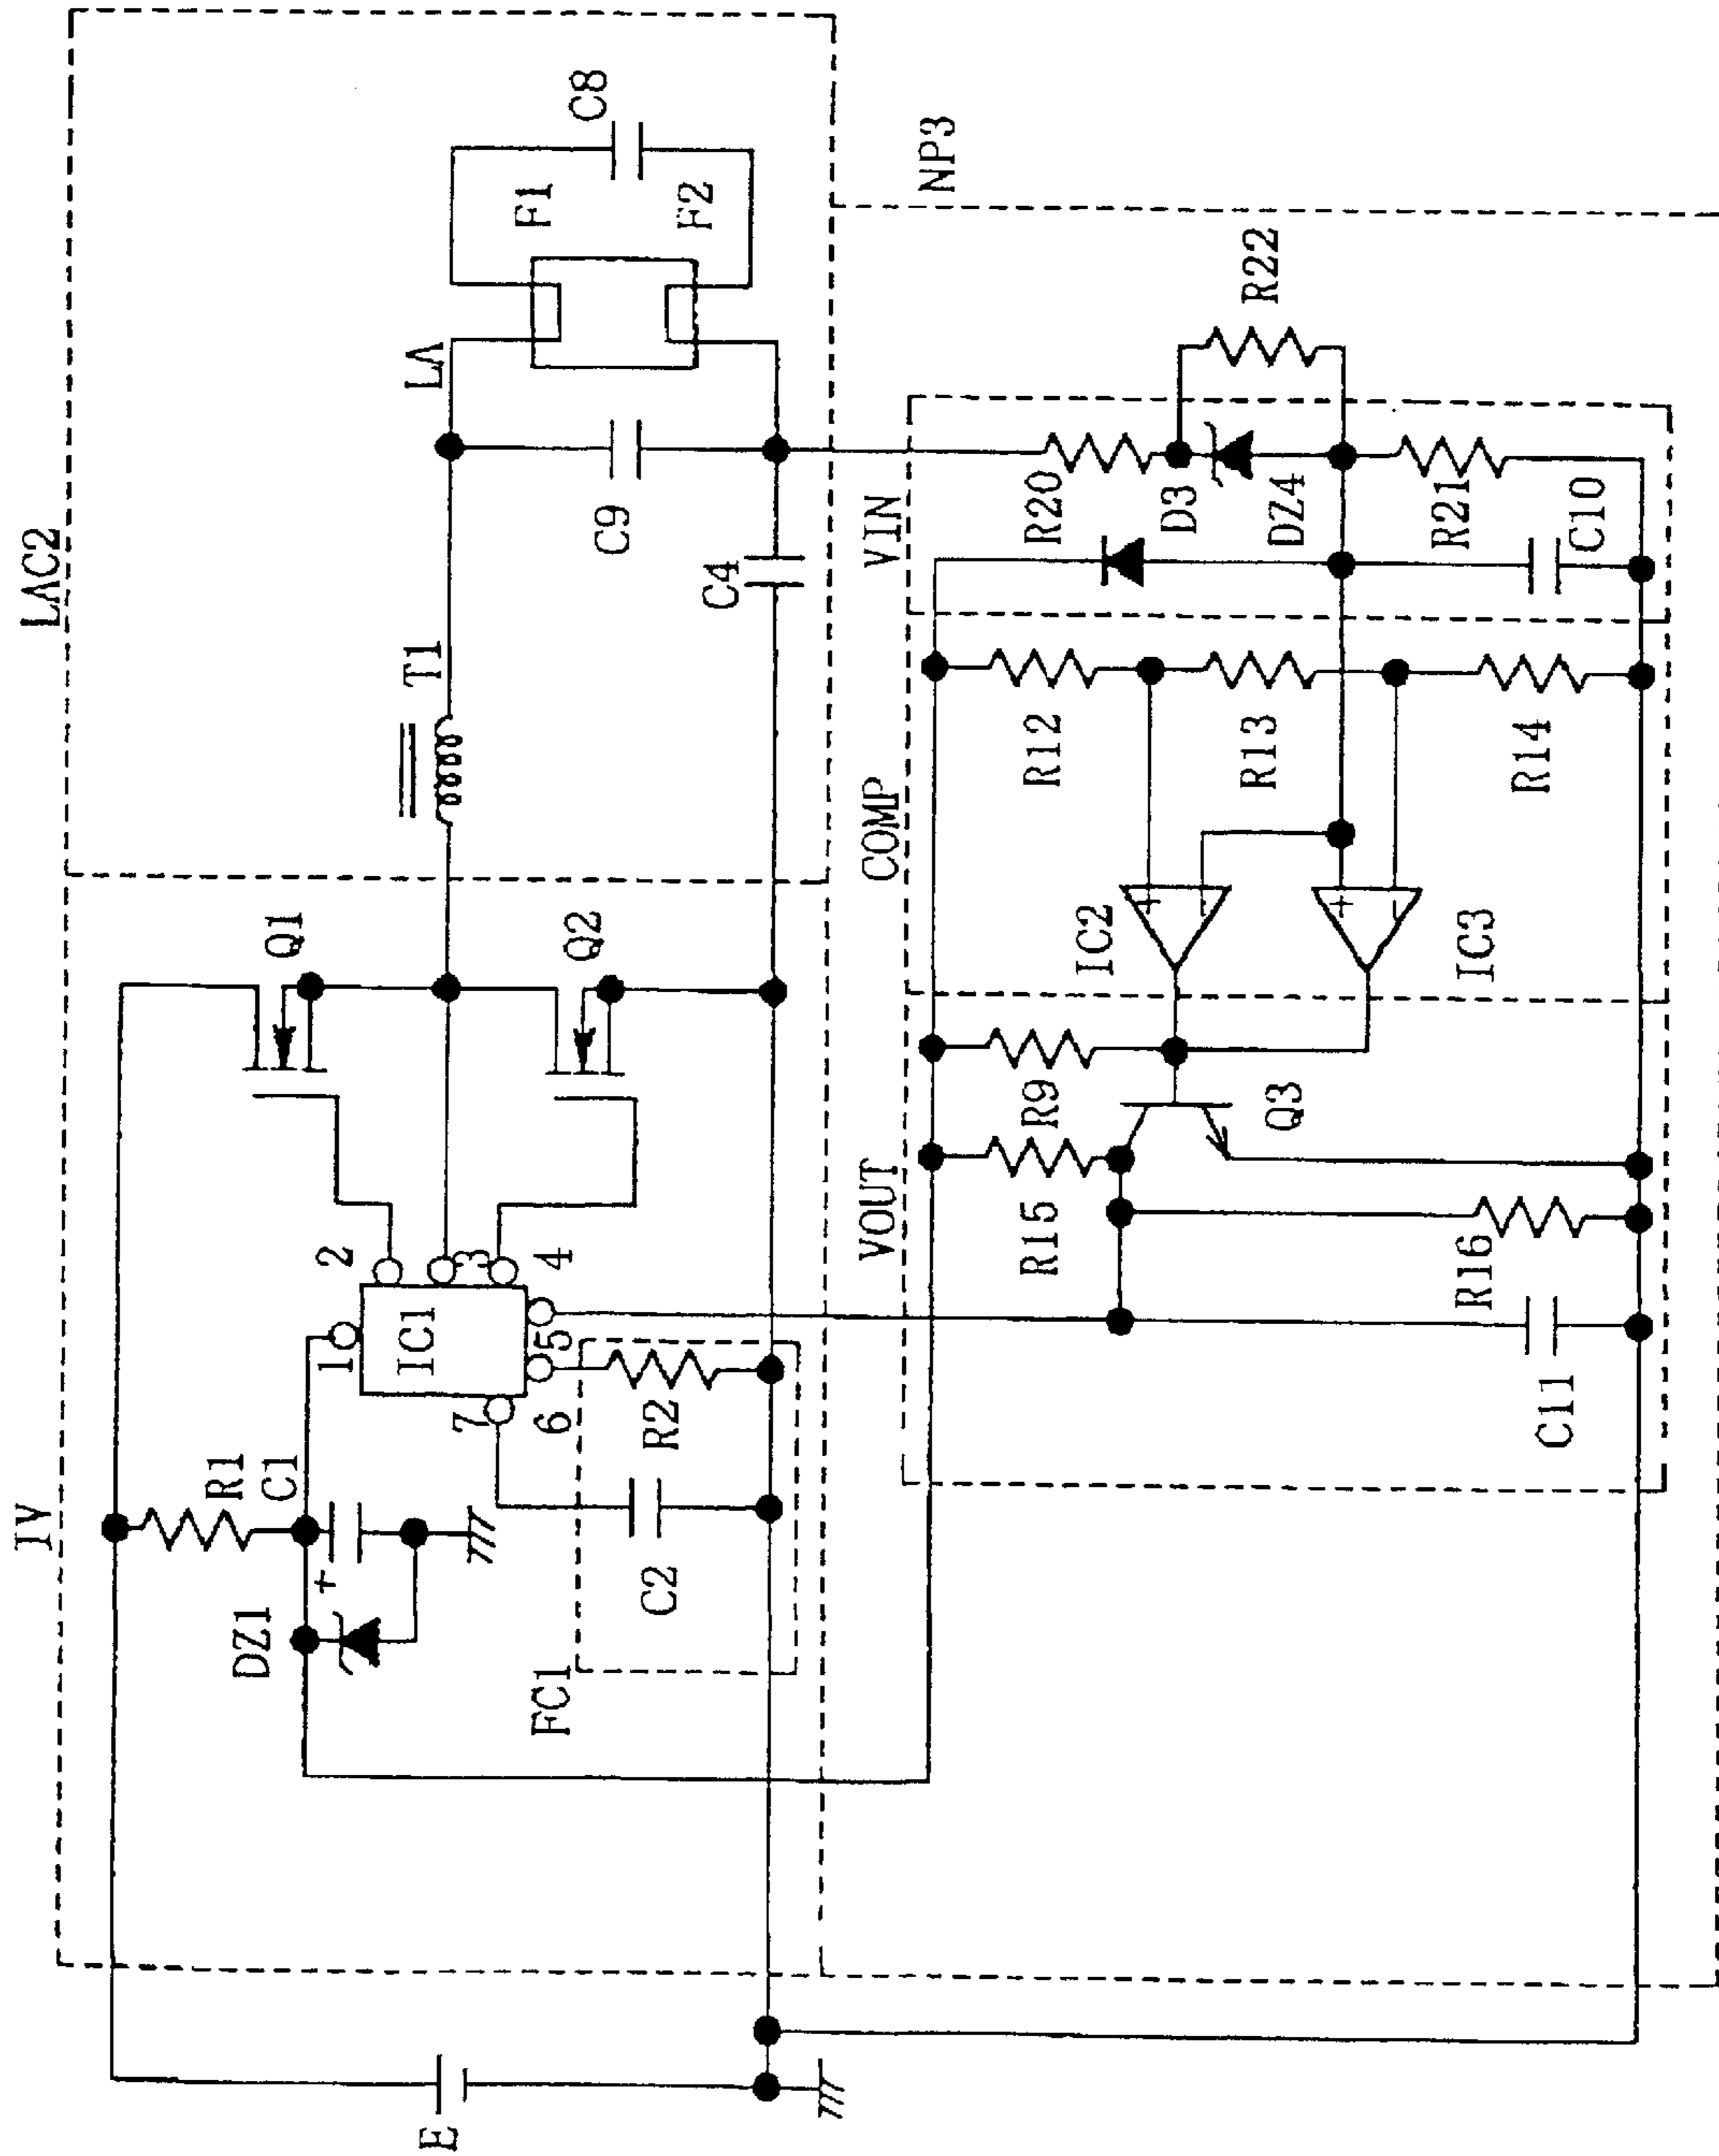 LAC2
IV
NP3
C8
F1
F2
LA
C9
C4
T1
Q1
Q2
2
3
4
1
IC1
5
6
7
R2
C2
FC1
R1
C1
+
DZ1
E
R22
VIN
R20
D3
DZ4
R21
C10
COMP
R12
R13
R14
IC2
+
-
+
-
IC3
VOUT
R9
Q3
R15
R16
C11